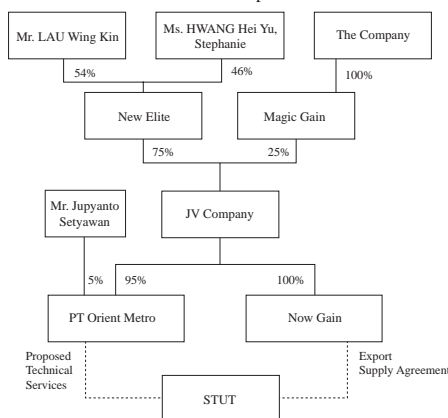 Mr. LAU Wing Kin
Ms. HWANG Hei Yu,
Stephanie
The Company
54%
46%
100%
New Elite
Magic Gain
75%
25%
JV Company
Mr. Jupyanto
Setyawan
5%
95%
100%
PT Orient Metro
Now Gain
Proposed
Technical
Services
Export
Supply Agreement
STUT